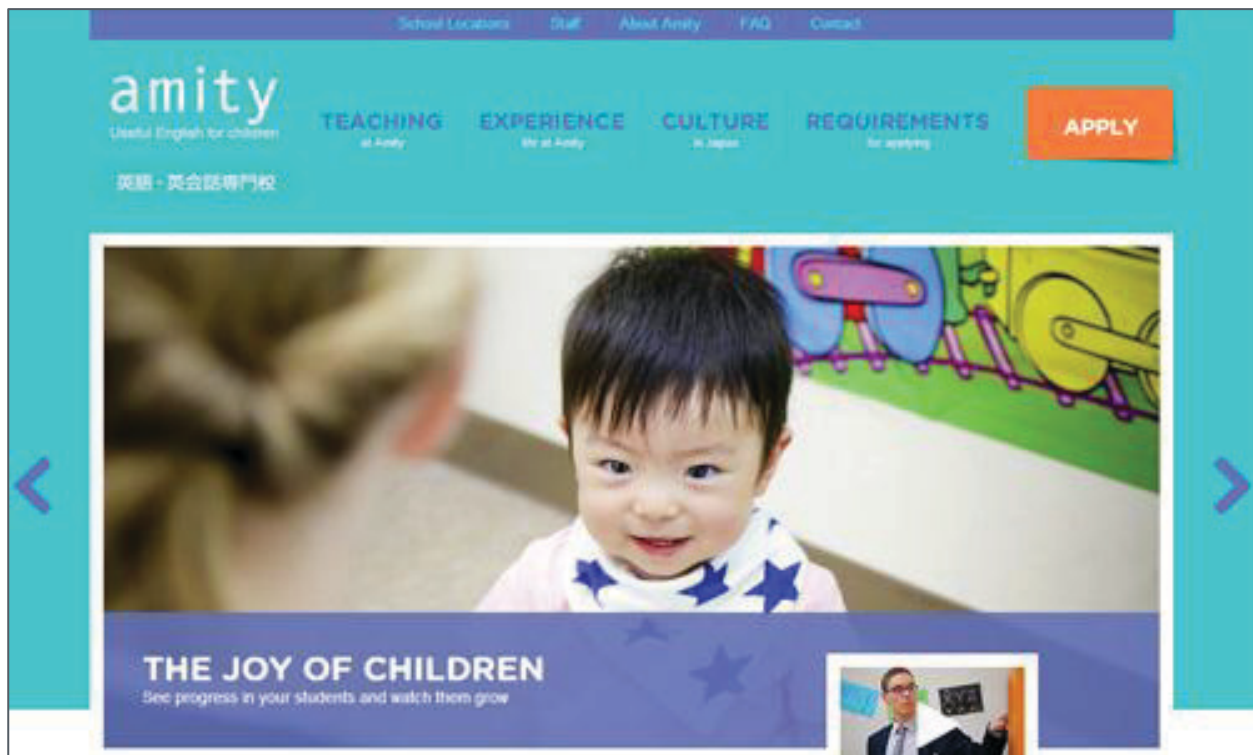 School Locations Staff About Amity FAQ Contact
amity
Useful English for children
英語・英会話専門校
TEACHING
at Amity
EXPERIENCE
life at Amity
CULTURE
in Japan
REQUIREMENTS
for applying
APPLY
THE JOY OF CHILDREN
See progress in your students and watch them grow